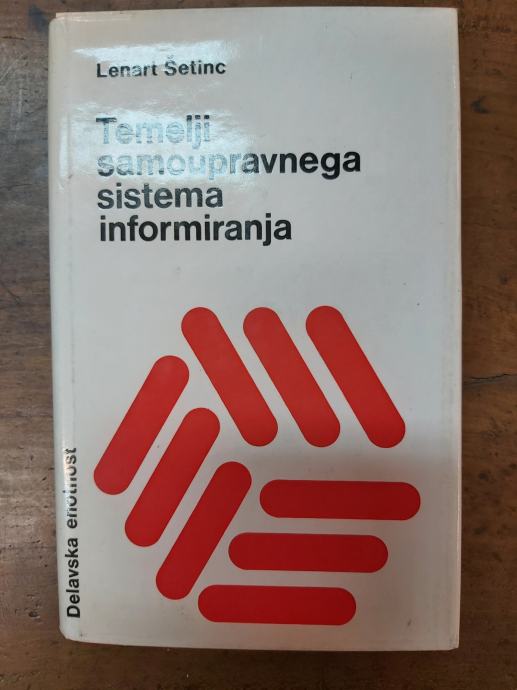 Lenart Šetinc
Temelji
samoupravnega
sistema
informiranja
Delavska enotnost